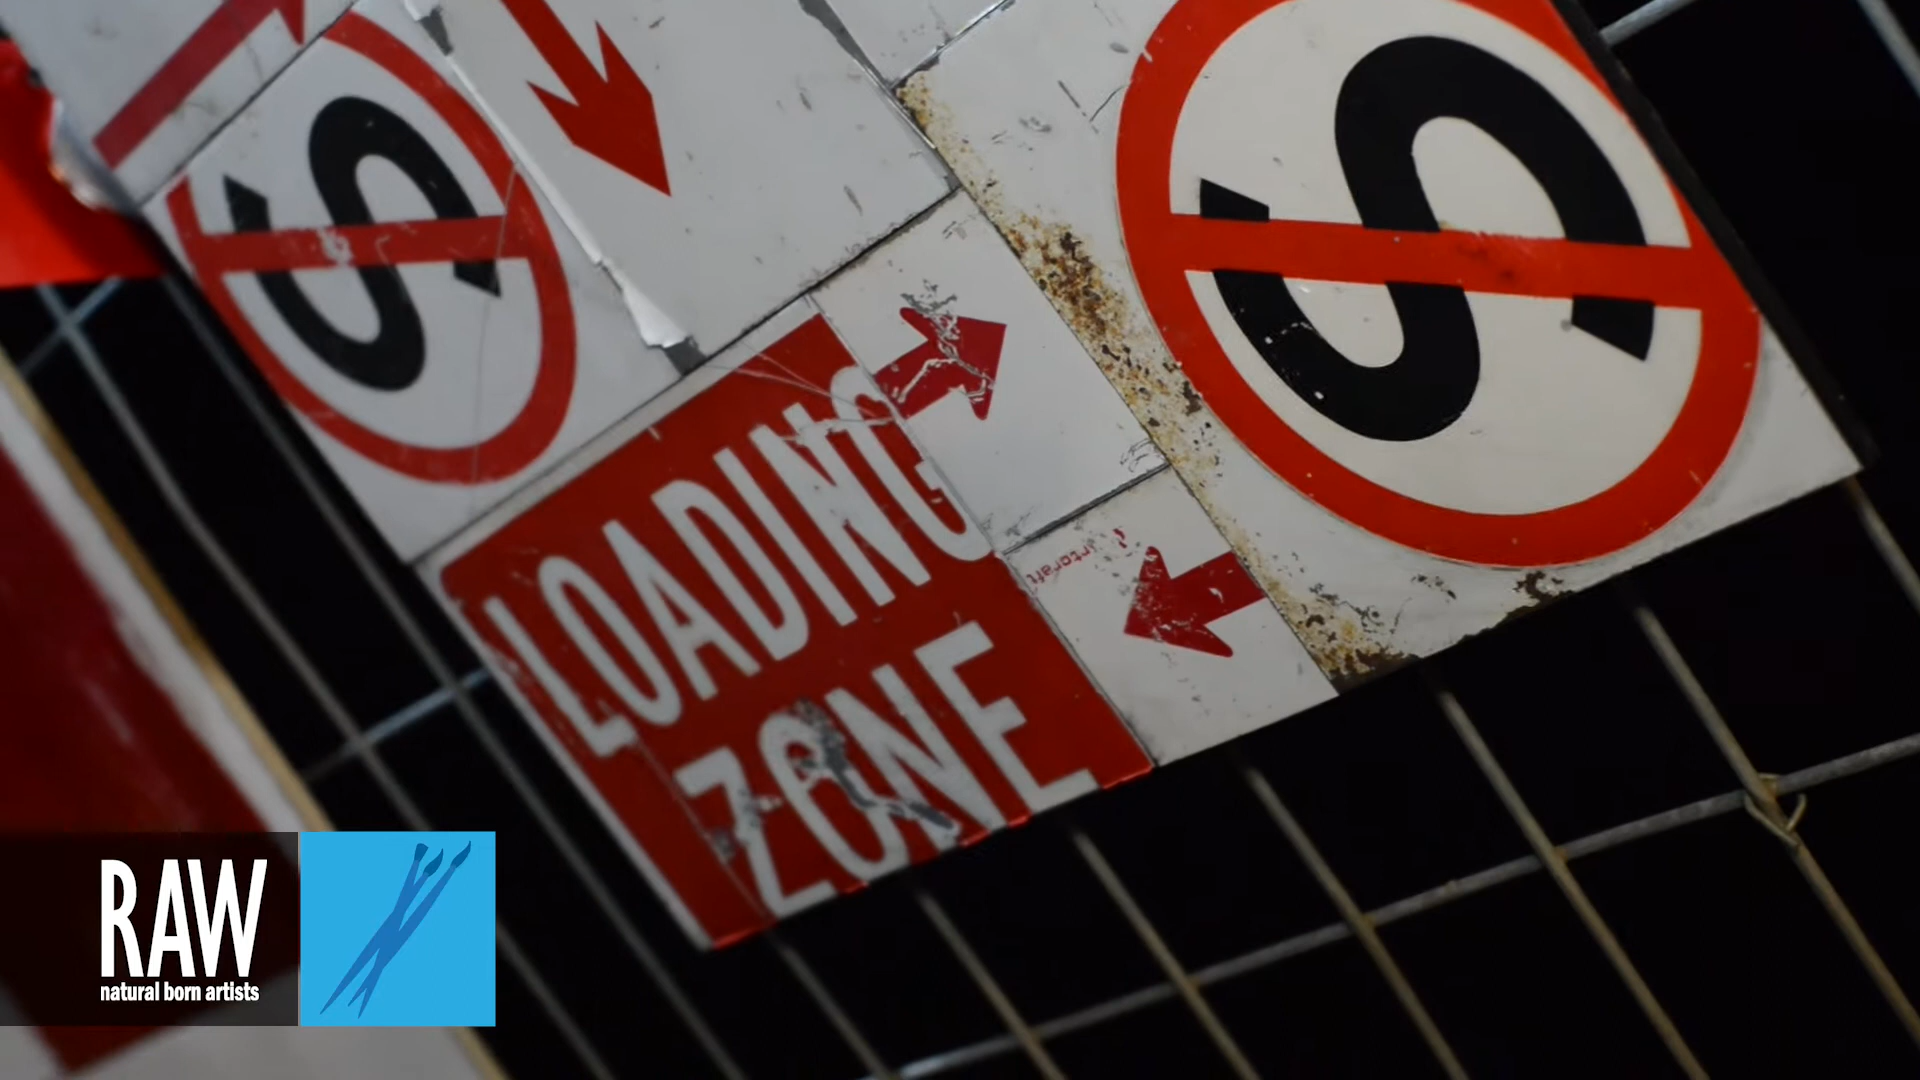 S
S
LOADING
ZONE
RAW
natural born artists